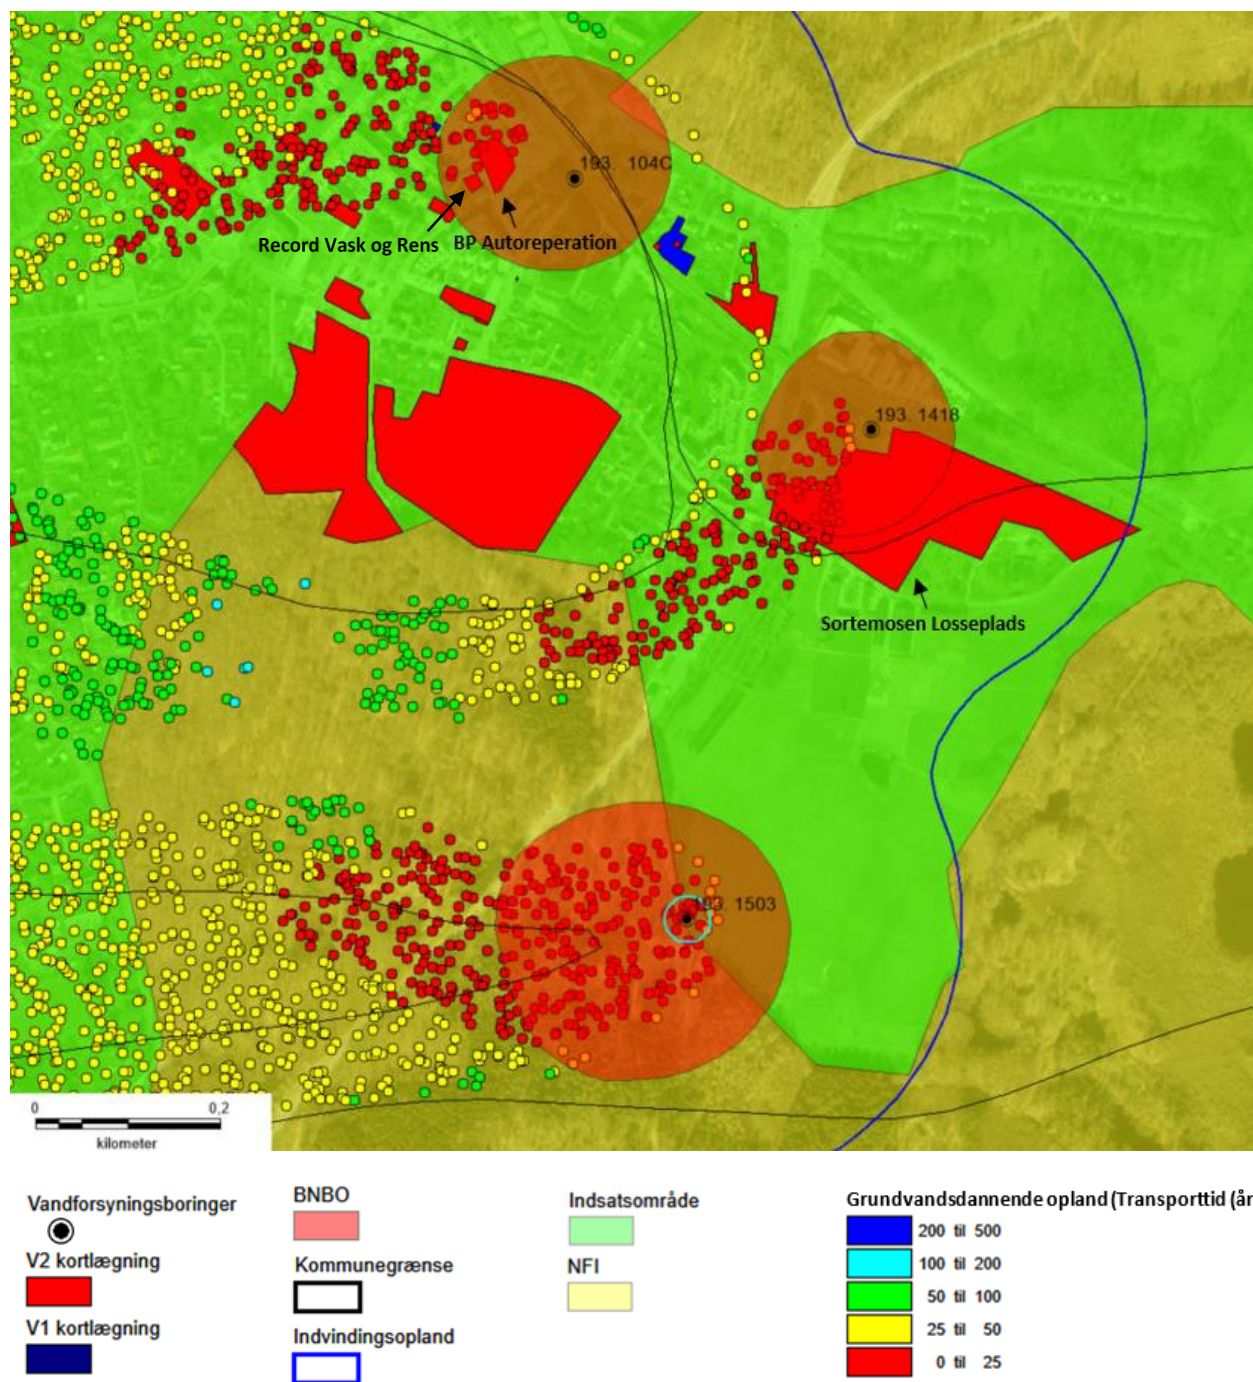 193. 104C
Record Vask og Rens
BP Autoreperation
193. 1418
Sortemosen Losseplads
193. 1503
0 0,2
kilometer
Vandforsyningsboringer
V2 kortlægning
V1 kortlægning
BNBO
Kommunegrænse
Indvindingsopland
Indsatsområde
NFI
Grundvandsdannende opland (Transporttid (år
200 til 500
100 til 200
50 til 100
25 til 50
0 til 25